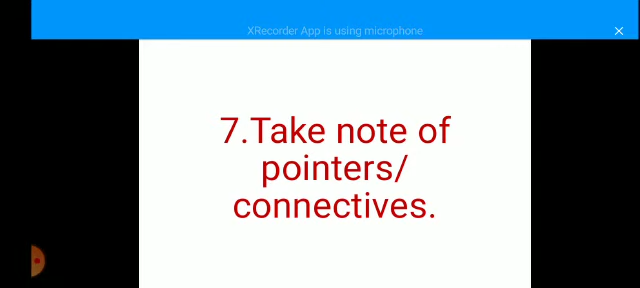 XRecorder App is using microphone
7.Take note of
pointers/
connectives.